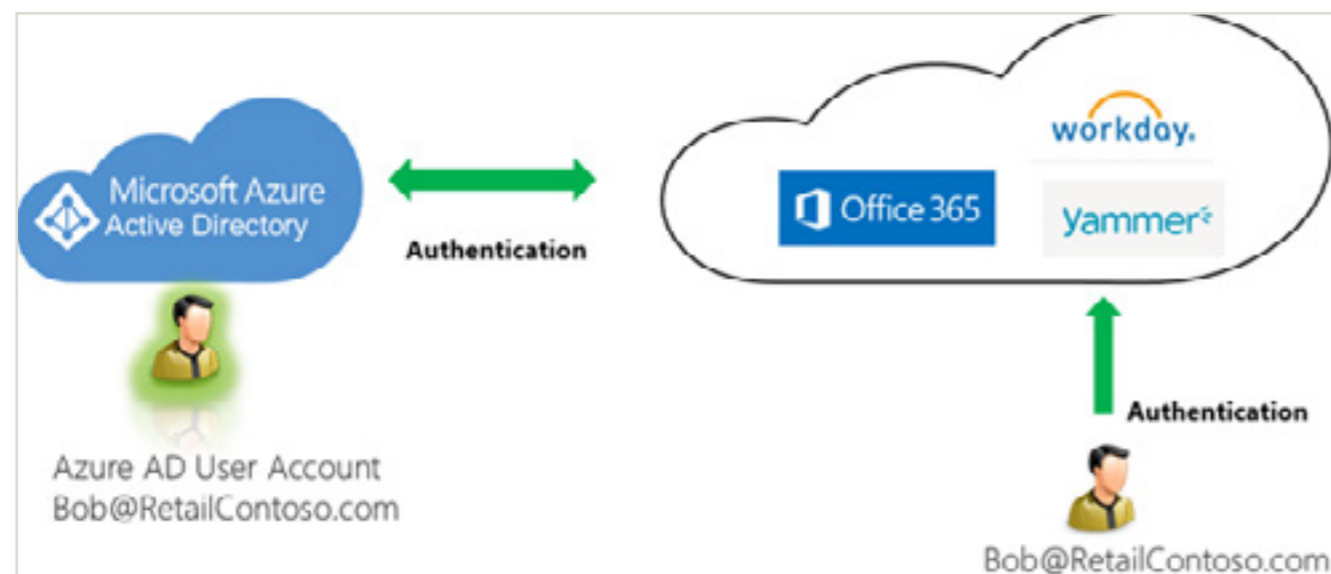 Microsoft Azure
Active Directory
Authentication
workday.
Office 365
yammer
Authentication
Azure AD User Account
Bob@RetailContoso.com
Bob@RetailContoso.com